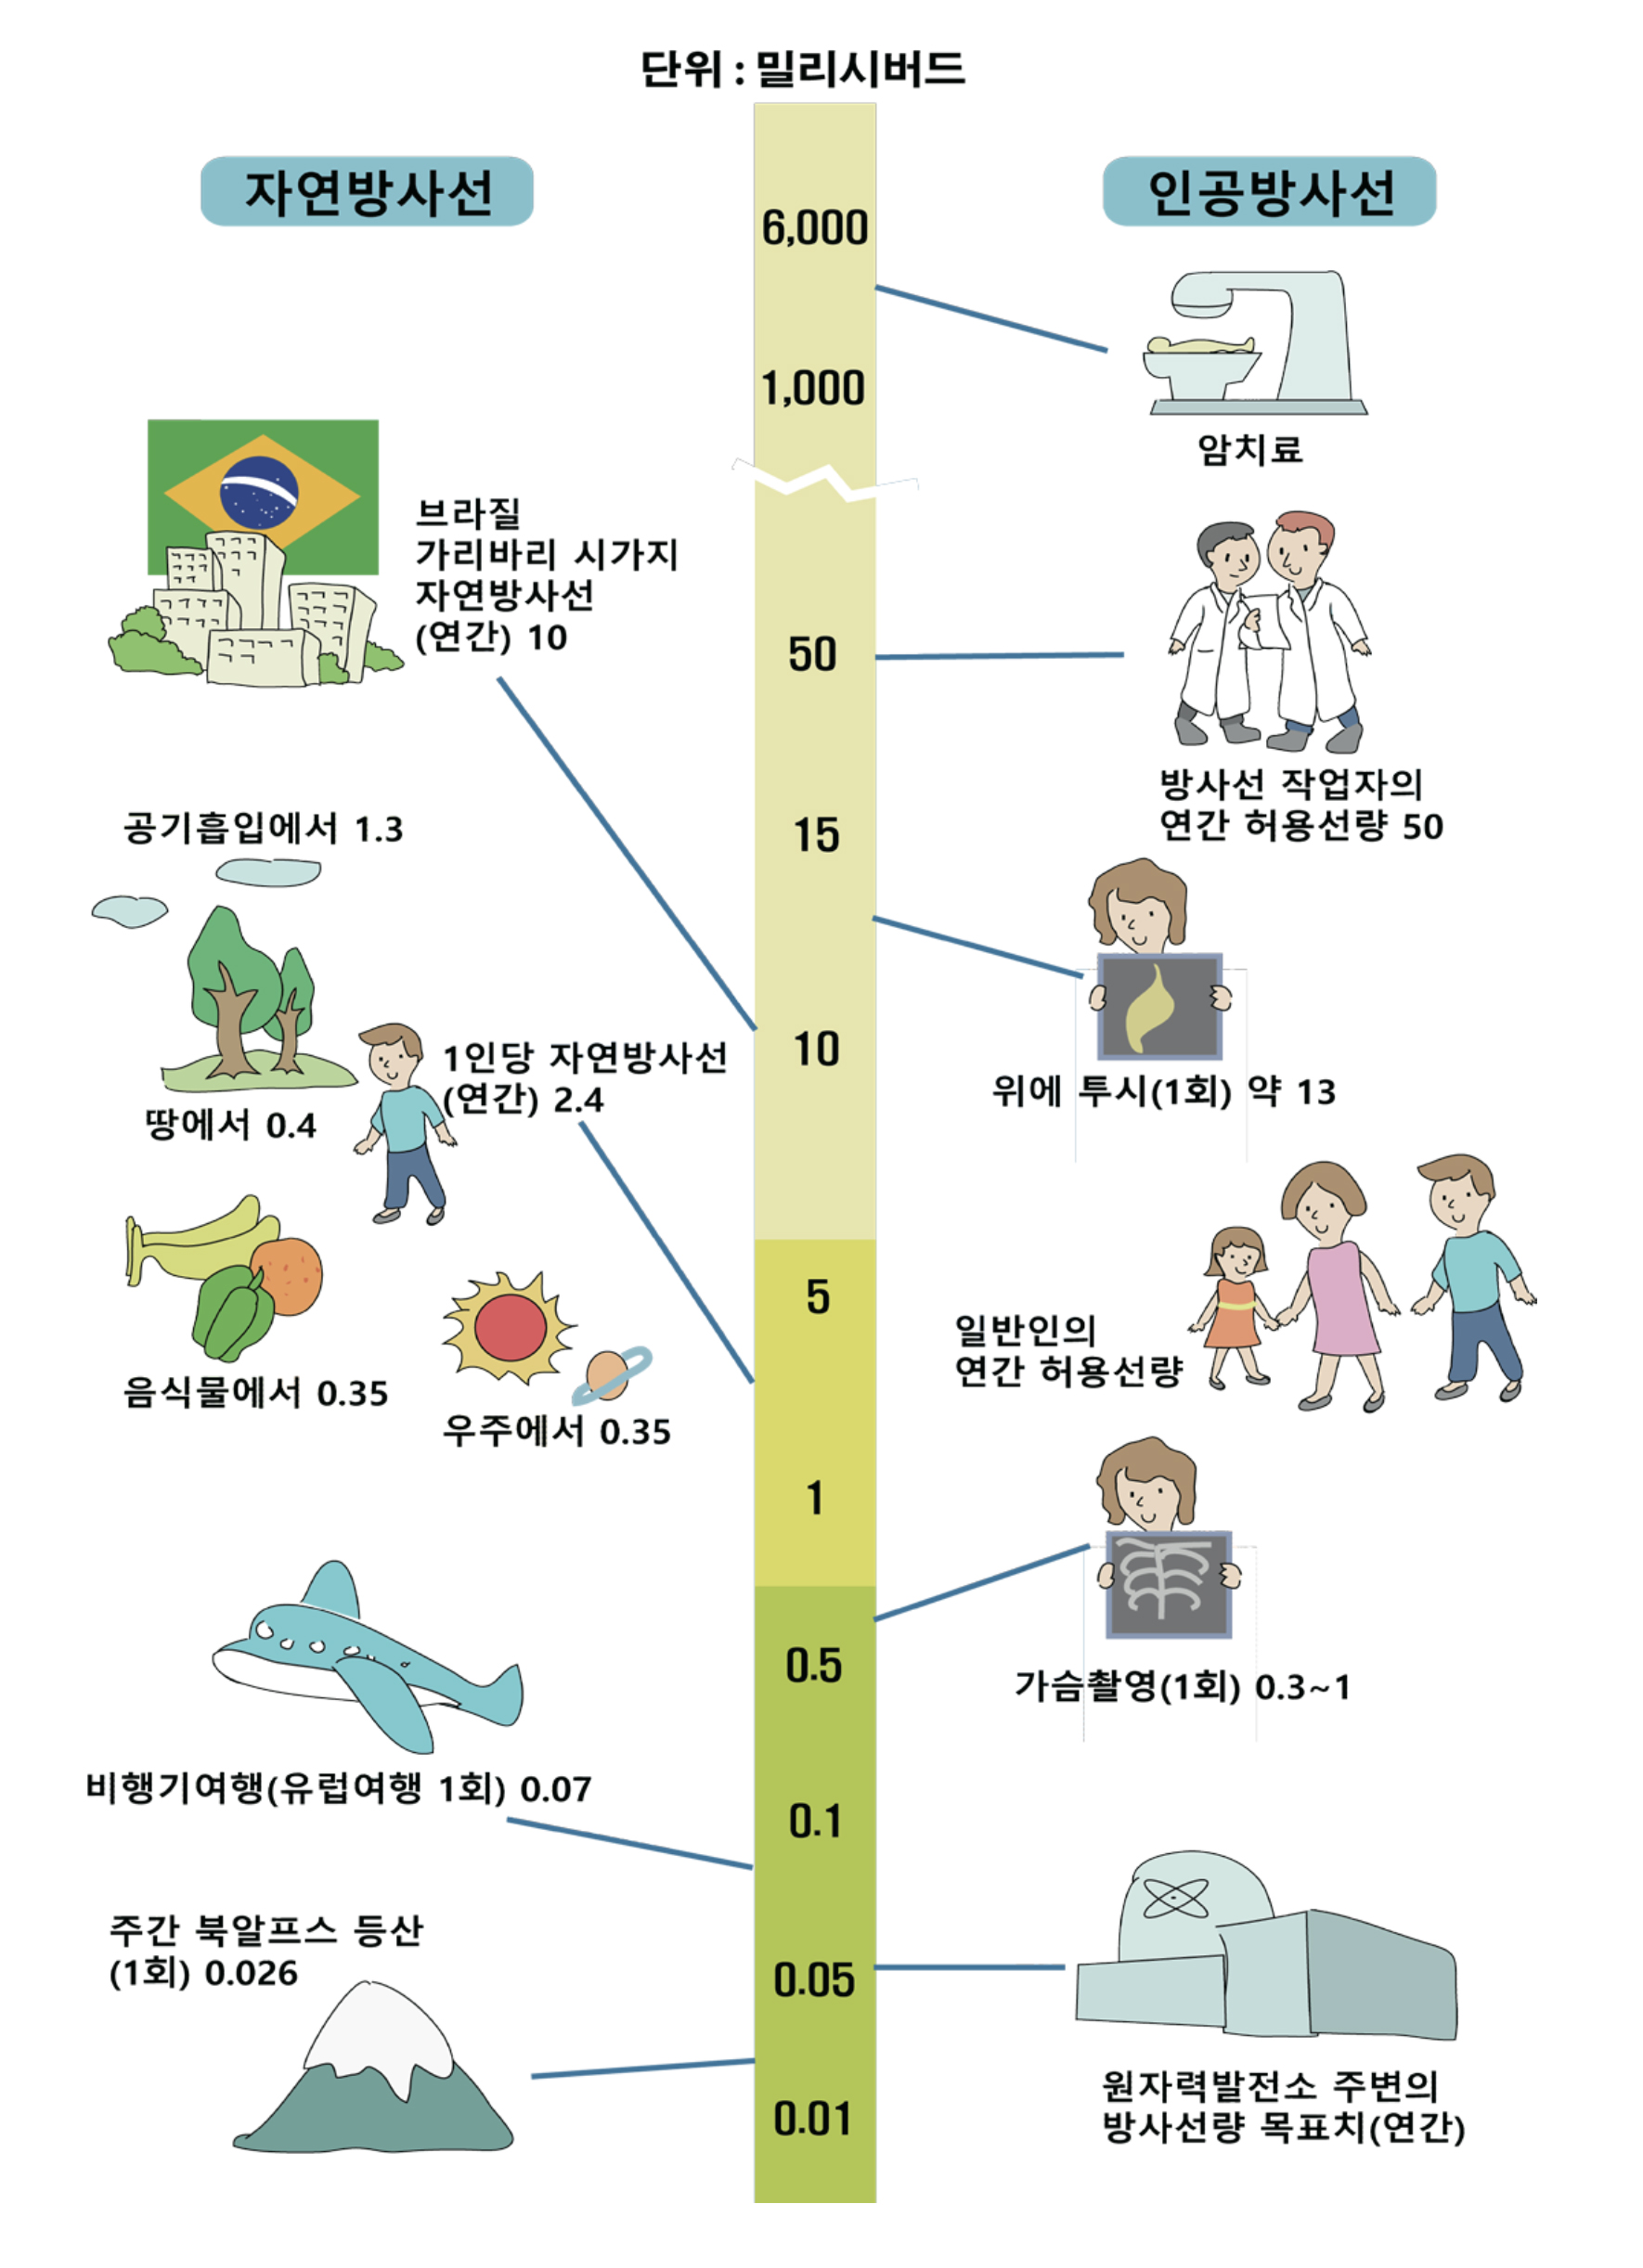 단위 : 밀리시버드
자연방사선
인공방사선
6,000
1,000
50
15
10
5
1
0.5
0.1
0.05
0.01
브라질
가리바리 시가지
자연방사선
(연간) 10
공기흡입에서 1.3
땅에서 0.4
1인당 자연방사선
(연간) 2.4
음식물에서 0.35
우주에서 0.35
비행기여행(유럽여행 1회) 0.07
주간 북알프스 등산
(1회) 0.026
암치료
방사선 작업자의
연간 허용선량 50
위에 투시(1회) 약 13
일반인의
연간 허용선량
가슴촬영(1회) 0.3~1
원자력발전소 주변의
방사선량 목표치(연간)